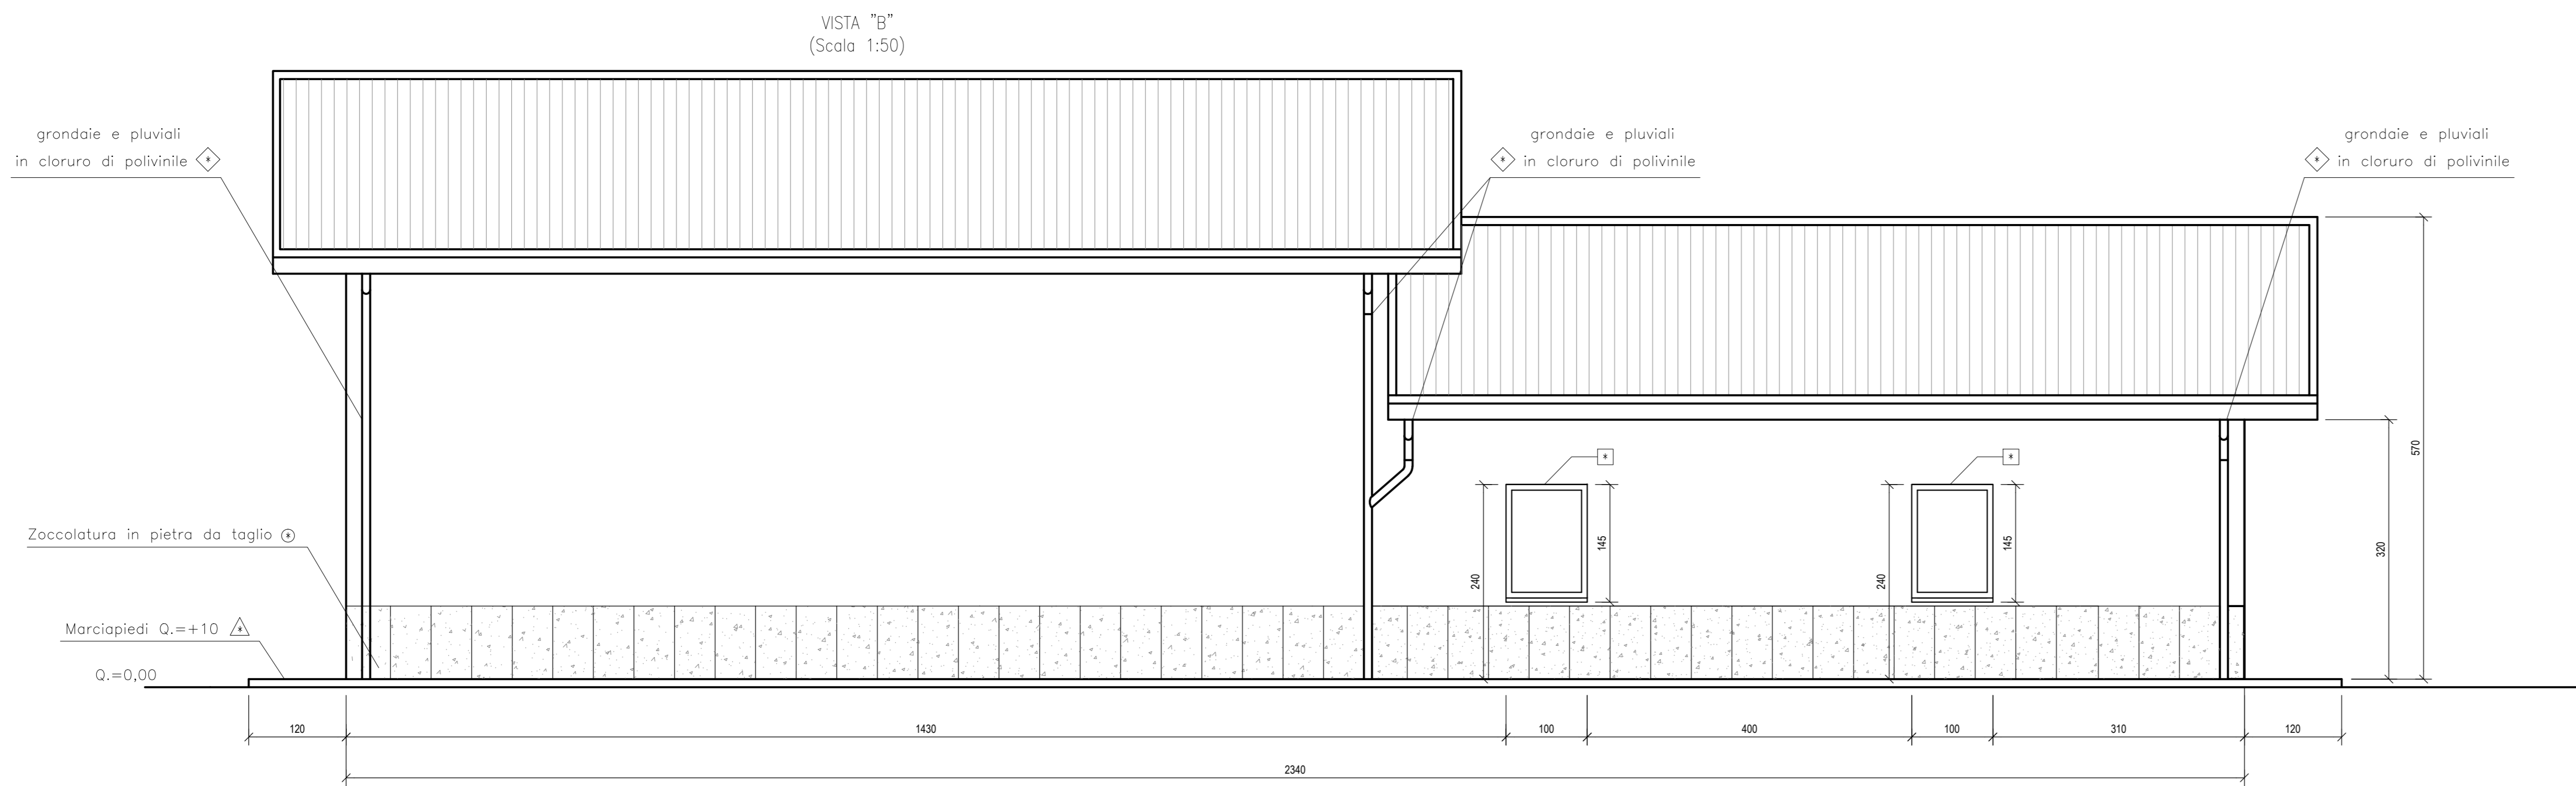 VISTA "B"
(Scala 1:50)
grondaie e pluviali
in cloruro di polivinile *
grondaie e pluviali
* in cloruro di polivinile
grondaie e pluviali
* in cloruro di polivinile
*
*
570
320
240
145
240
145
Zoccolatura in pietra da taglio *
Marciapiedi Q.=+10 *
Q.=0,00
120
1430
100
400
100
310
120
2340